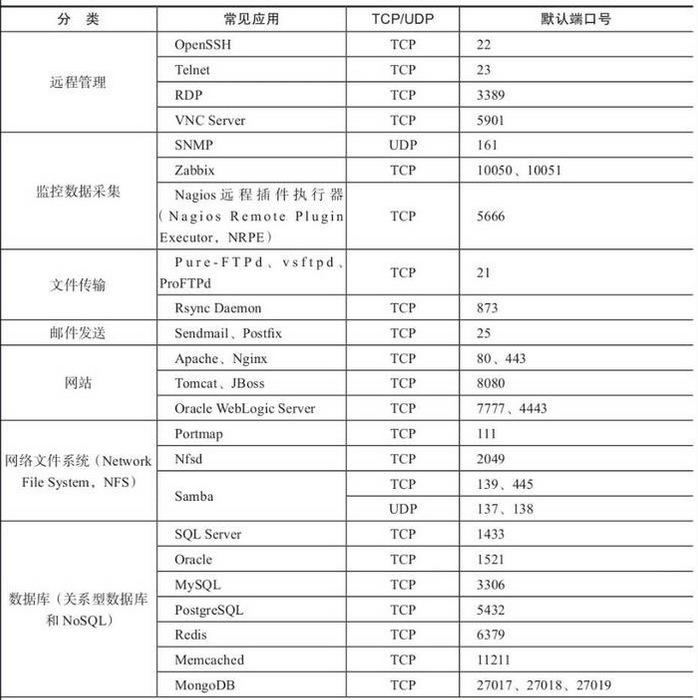 分 类 常见应用 TCP/UDP 默认端口号
远程管理 OpenSSH TCP 22
Telnet TCP 23
RDP TCP 3389
VNC Server TCP 5901
监控数据采集 SNMP UDP 161
Zabbix TCP 10050、10051
Nagios 远程插件执行器
(Nagios Remote Plugin
Executor, NRPE) TCP 5666
文件传输 Pure-FTPd、vsftpd、
ProFTPd TCP 21
Rsync Daemon TCP 873
邮件发送 Sendmail、Postfix TCP 25
网站 Apache、Nginx TCP 80、443
Tomcat、JBoss TCP 8080
Oracle WebLogic Server TCP 7777、4443
网络文件系统(Network
File System, NFS) Portmap TCP 111
Nfsd TCP 2049
Samba TCP 139、445
UDP 137、138
数据库(关系型数据库
和 NoSQL) SQL Server TCP 1433
Oracle TCP 1521
MySQL TCP 3306
PostgreSQL TCP 5432
Redis TCP 6379
Memcached TCP 11211
MongoDB TCP 27017、27018、27019